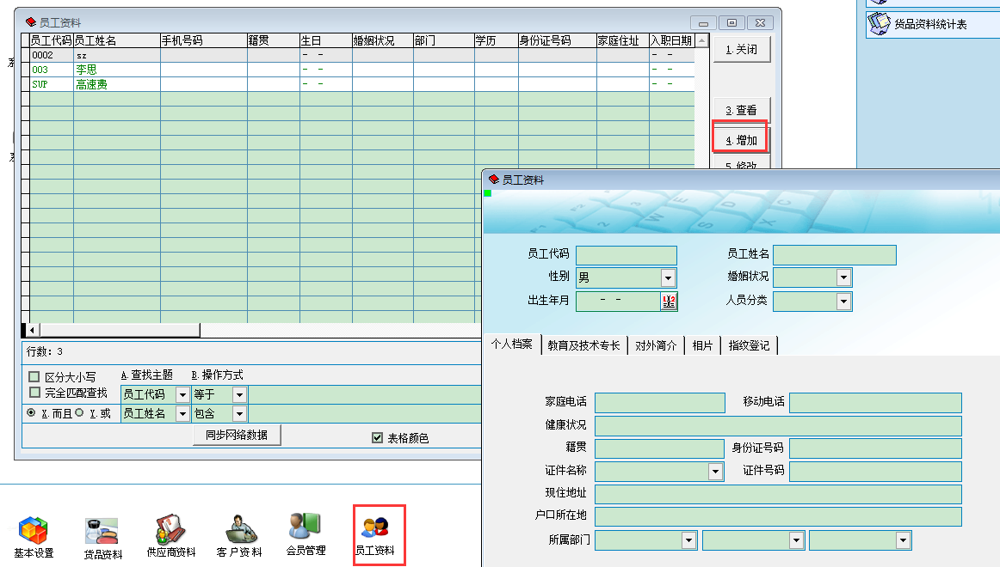 员工资料
员工代码 员工姓名 手机号码 籍贯 生日 婚姻状况 部门 学历 身份证号码 家庭住址 入职日期
0002 sz - - - -
003 李思 - - - -
SUP 高速费 - - - -
1.关闭
3.查看
4.增加
5.修改
行数: 3
区分大小写 A.查找主题 B.操作方式
完全匹配查找 员工代码 等于
X.而且 Y.或 员工姓名 包含
同步网络数据 表格颜色
货品资料统计表
员工资料
员工代码 员工姓名
性别 男 婚姻状况
出生年月 - - 人员分类
个人档案 教育及技术专长 对外简介 相片 指纹登记
家庭电话 移动电话
健康状况
籍贯 身份证号码
证件名称 证件号码
现住地址
户口所在地
所属部门
基本设置 货品资料 供应商资料 客户资料 会员管理 员工资料